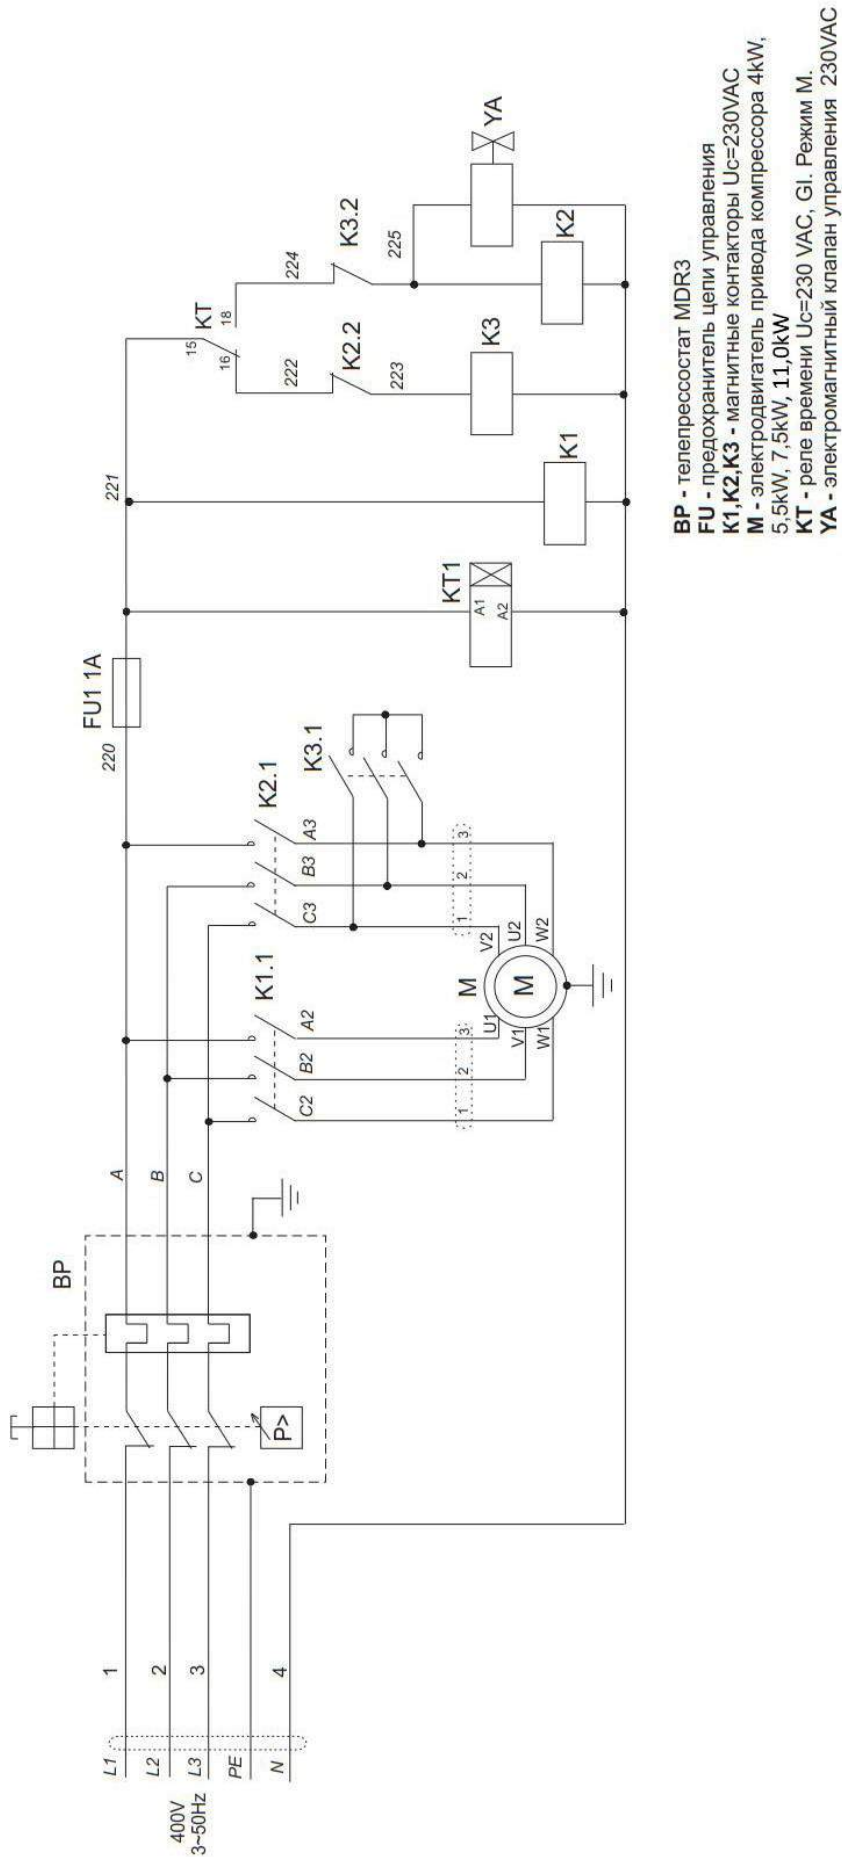 L1
L2
L3
PE
N
400V
3~50Hz
1
2
3
4
BP
P>
A
B
C
K1.1
A2
B2
C2
3
2
1
U1
V1
W1
M
M
V2
U2
W2
K2.1
A3
B3
C3
1
2
3
K3.1
220
FU1 1A
KT1
A1
A2
221
K1
15
KT
16
18
222
K2.2
223
K3
224
K3.2
225
K2
YA
BP - телепрессостат MDR3
FU - предохранитель цепи управления
K1,K2,K3 - магнитные контакторы Uc=230VAC
M - электродвигатель привода компрессора 4kW,
5,5kW, 7,5kW, 11,0kW
KT - реле времени Uc=230 VAC, GI. Режим M.
YA - электромагнитный клапан управления 230VAC